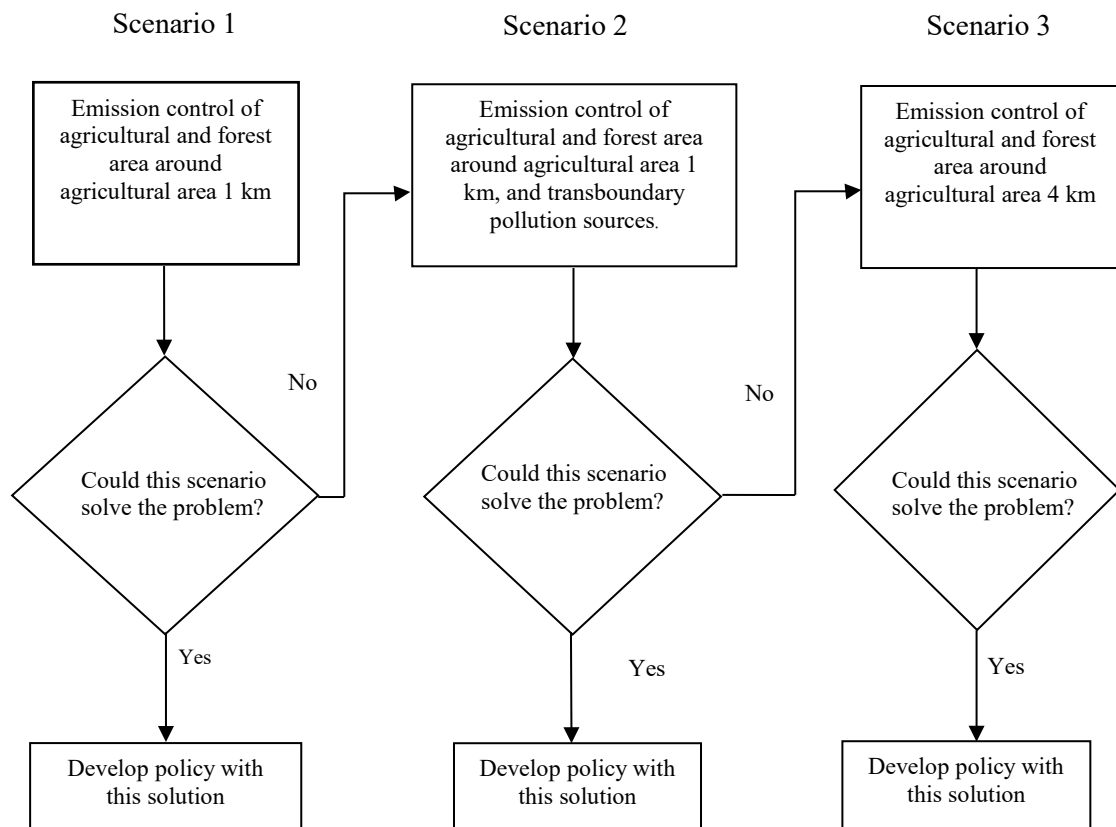 Scenario 1
Scenario 2
Scenario 3
Emission control of
agricultural and forest
area around
agricultural area 1 km
Emission control of
agricultural and forest area
around agricultural area 1
km, and transboundary
pollution sources.
Emission control of
agricultural and forest
area around
agricultural area 4 km
No
No
Could this scenario
solve the problem?
Could this scenario
solve the problem?
Could this scenario
solve the problem?
Yes
Yes
Yes
Develop policy with
this solution
Develop policy with
this solution
Develop policy with
this solution